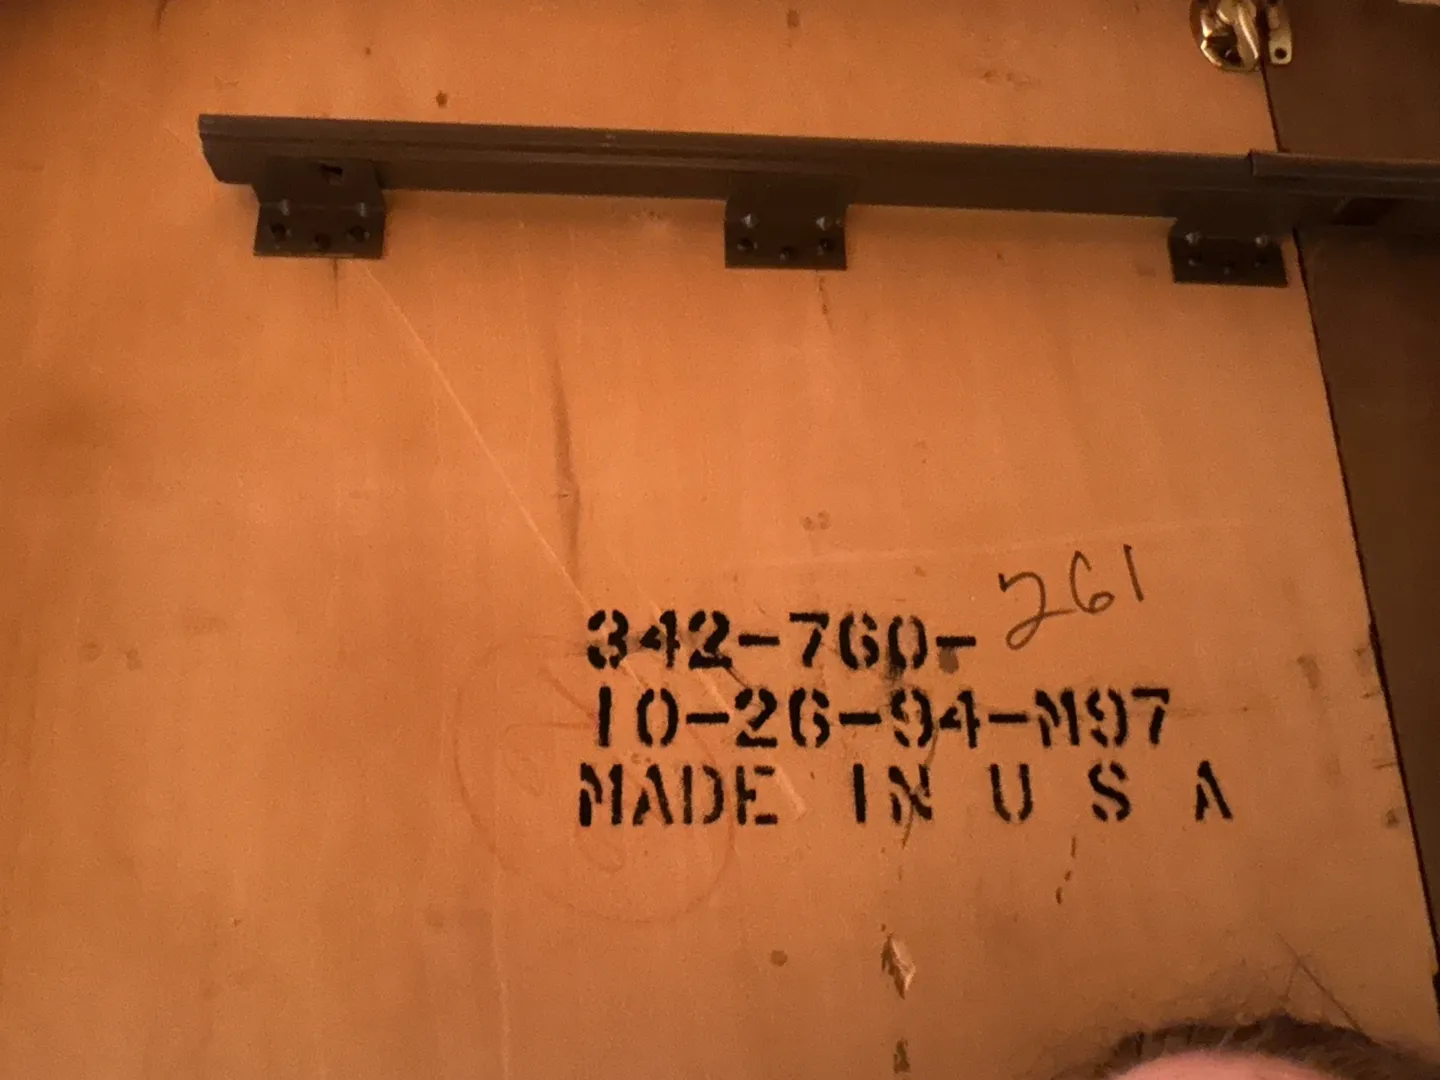 342-760- 261
10-26-94-M97
MADE IN U S A